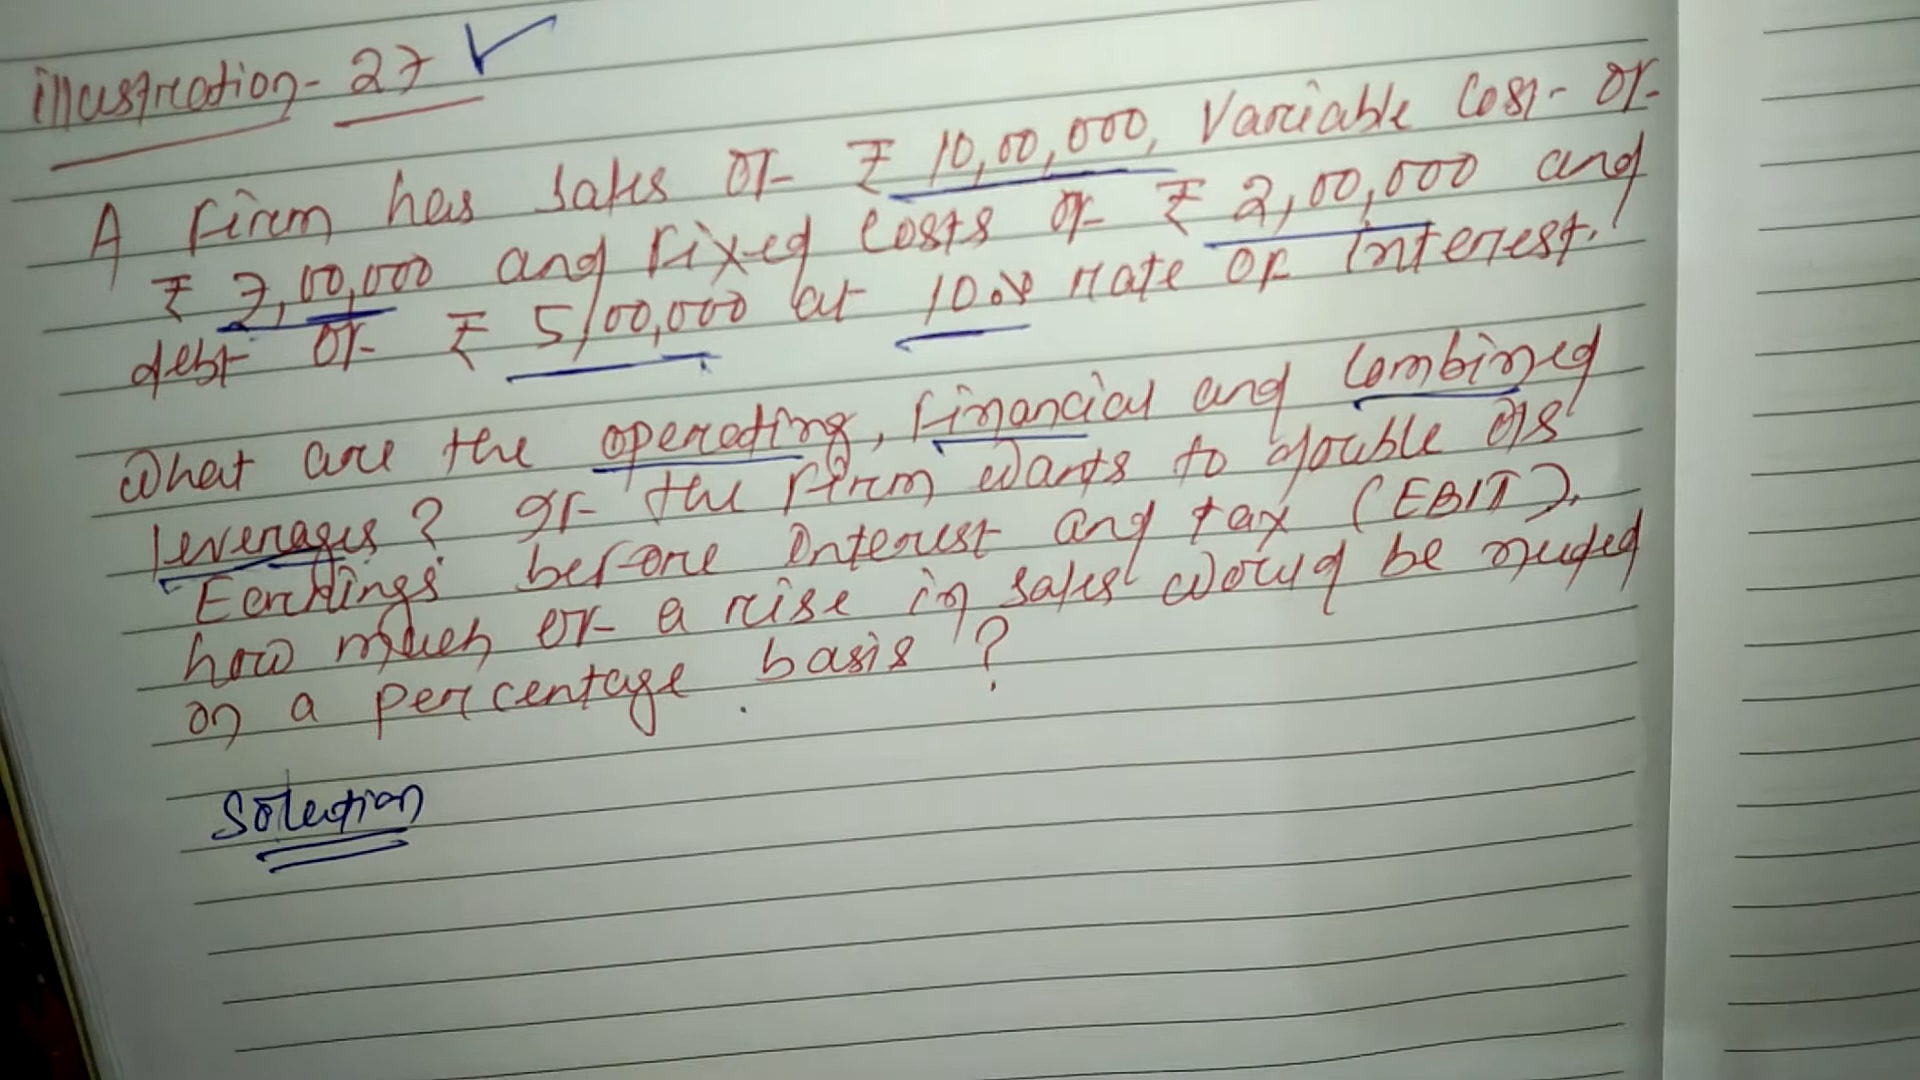 illustration - 27
A firm has sales of ₹ 10,00,000, Variable Cost of
₹ 7,00,000 and fixed Costs of ₹ 2,00,000 and
debt of ₹ 5,00,000 at 10% rate of interest.
What are the operating, financial and Combined
leverages? If the firm wants to double its
Earnings before Interest and tax (EBIT),
how much of a rise in sales would be needed
on a percentage basis?
Solution